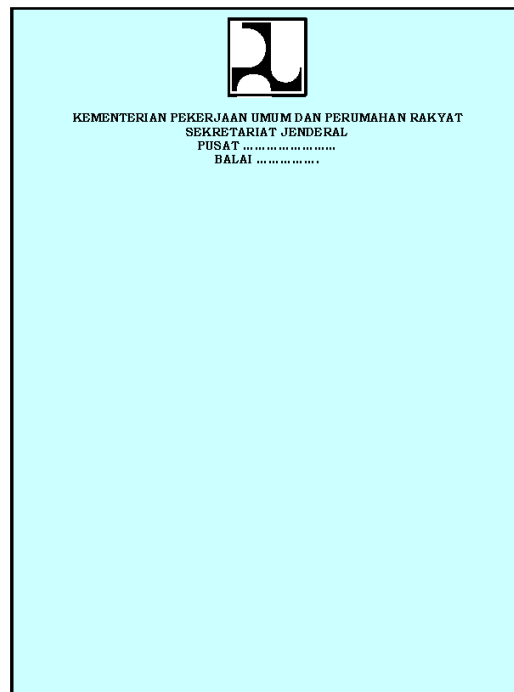 KEMENTERIAN PEKERJAAN UMUM DAN PERUMAHAN RAKYAT
SEKRETARIAT JENDERAL
PUSAT ........................
BALAI ................